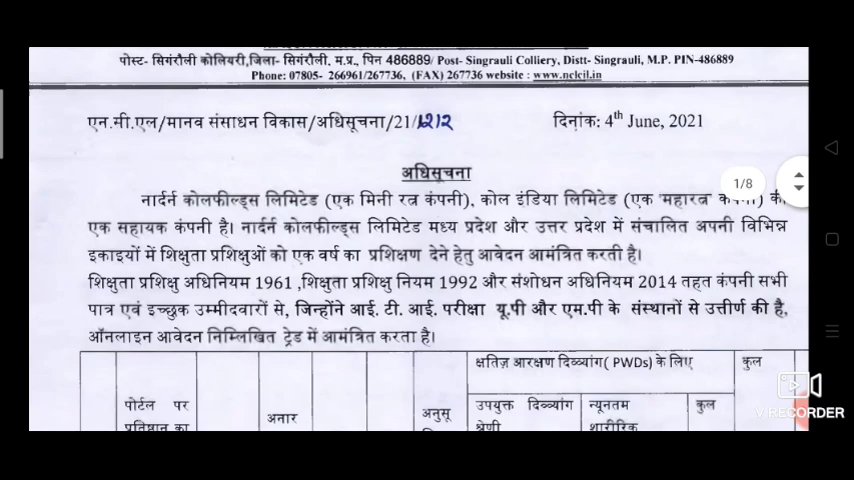 पोस्ट- सिंगरौली कोलियरी,जिला- सिंगरौली. म.प्र., पिन 486889/ Post- Singrauli Colliery, Distt- Singrauli, M.P. PIN-486889
Phone: 07805- 266961/267736, (FAX) 267736 website : www.nclcil.in
एन.सी.एल/मानव संसाधन विकास/अधिसूचना/21/1212
दिनांक: 4th June, 2021
अधिसूचना
1/8
नार्दर्न कोलफील्ड्स लिमिटेड (एक मिनी रत्न कंपनी), कोल इंडिया लिमिटेड (एक महारत्न कंपनी) की
एक सहायक कंपनी है। नार्दर्न कोलफील्ड्स लिमिटेड मध्य प्रदेश और उत्तर प्रदेश में संचालित अपनी विभिन्न
इकाइयों में शिक्षुता प्रशिक्षुओं को एक वर्ष का प्रशिक्षण देने हेतु आवेदन आमंत्रित करती है।
शिक्षुता प्रशिक्षु अधिनियम 1961 ,शिक्षुता प्रशिक्षु नियम 1992 और संशोधन अधिनियम 2014 तहत कंपनी सभी
पात्र एवं इच्छुक उम्मीदवारों से, जिन्होंने आई. टी. आई. परीक्षा यू.पी और एम.पी के संस्थानों से उत्तीर्ण की है,
ऑनलाइन आवेदन निम्लिखित ट्रेड में आमंत्रित करता है।
क्षतिज़ आरक्षण दिव्यांग( PWDs) के लिए
कुल
पोर्टल पर
प्रतिष्ठान का
अनार
अनुसू
उपयुक्त दिव्यांग
श्रेणी
न्यूनतम
शारीरिक
कुल
V RECORDER